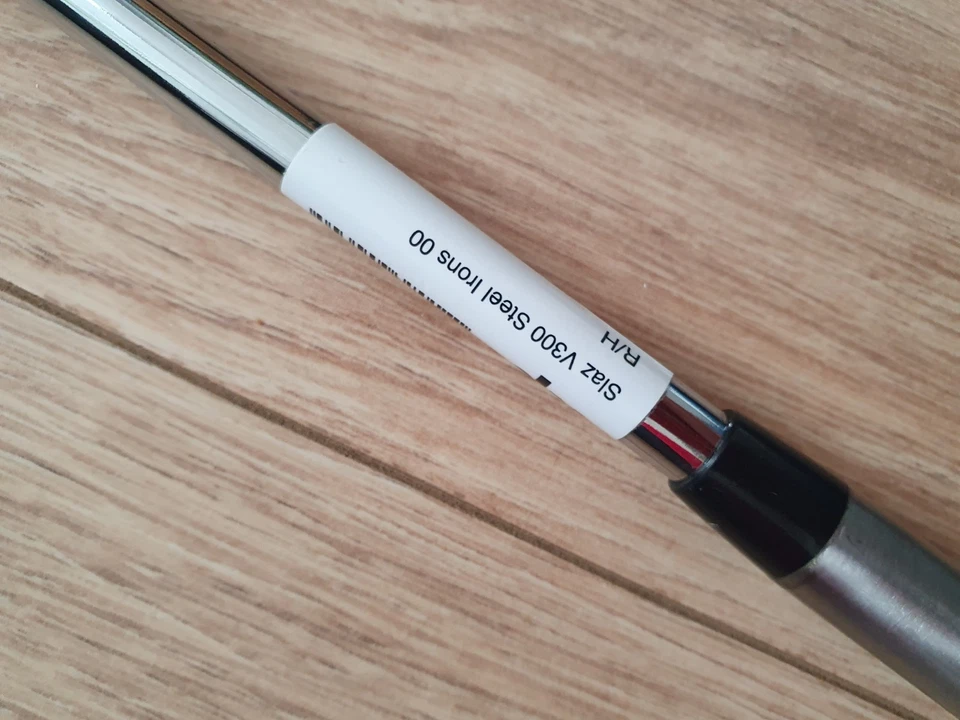 Slaz V300 Steel Irons 00
R/H